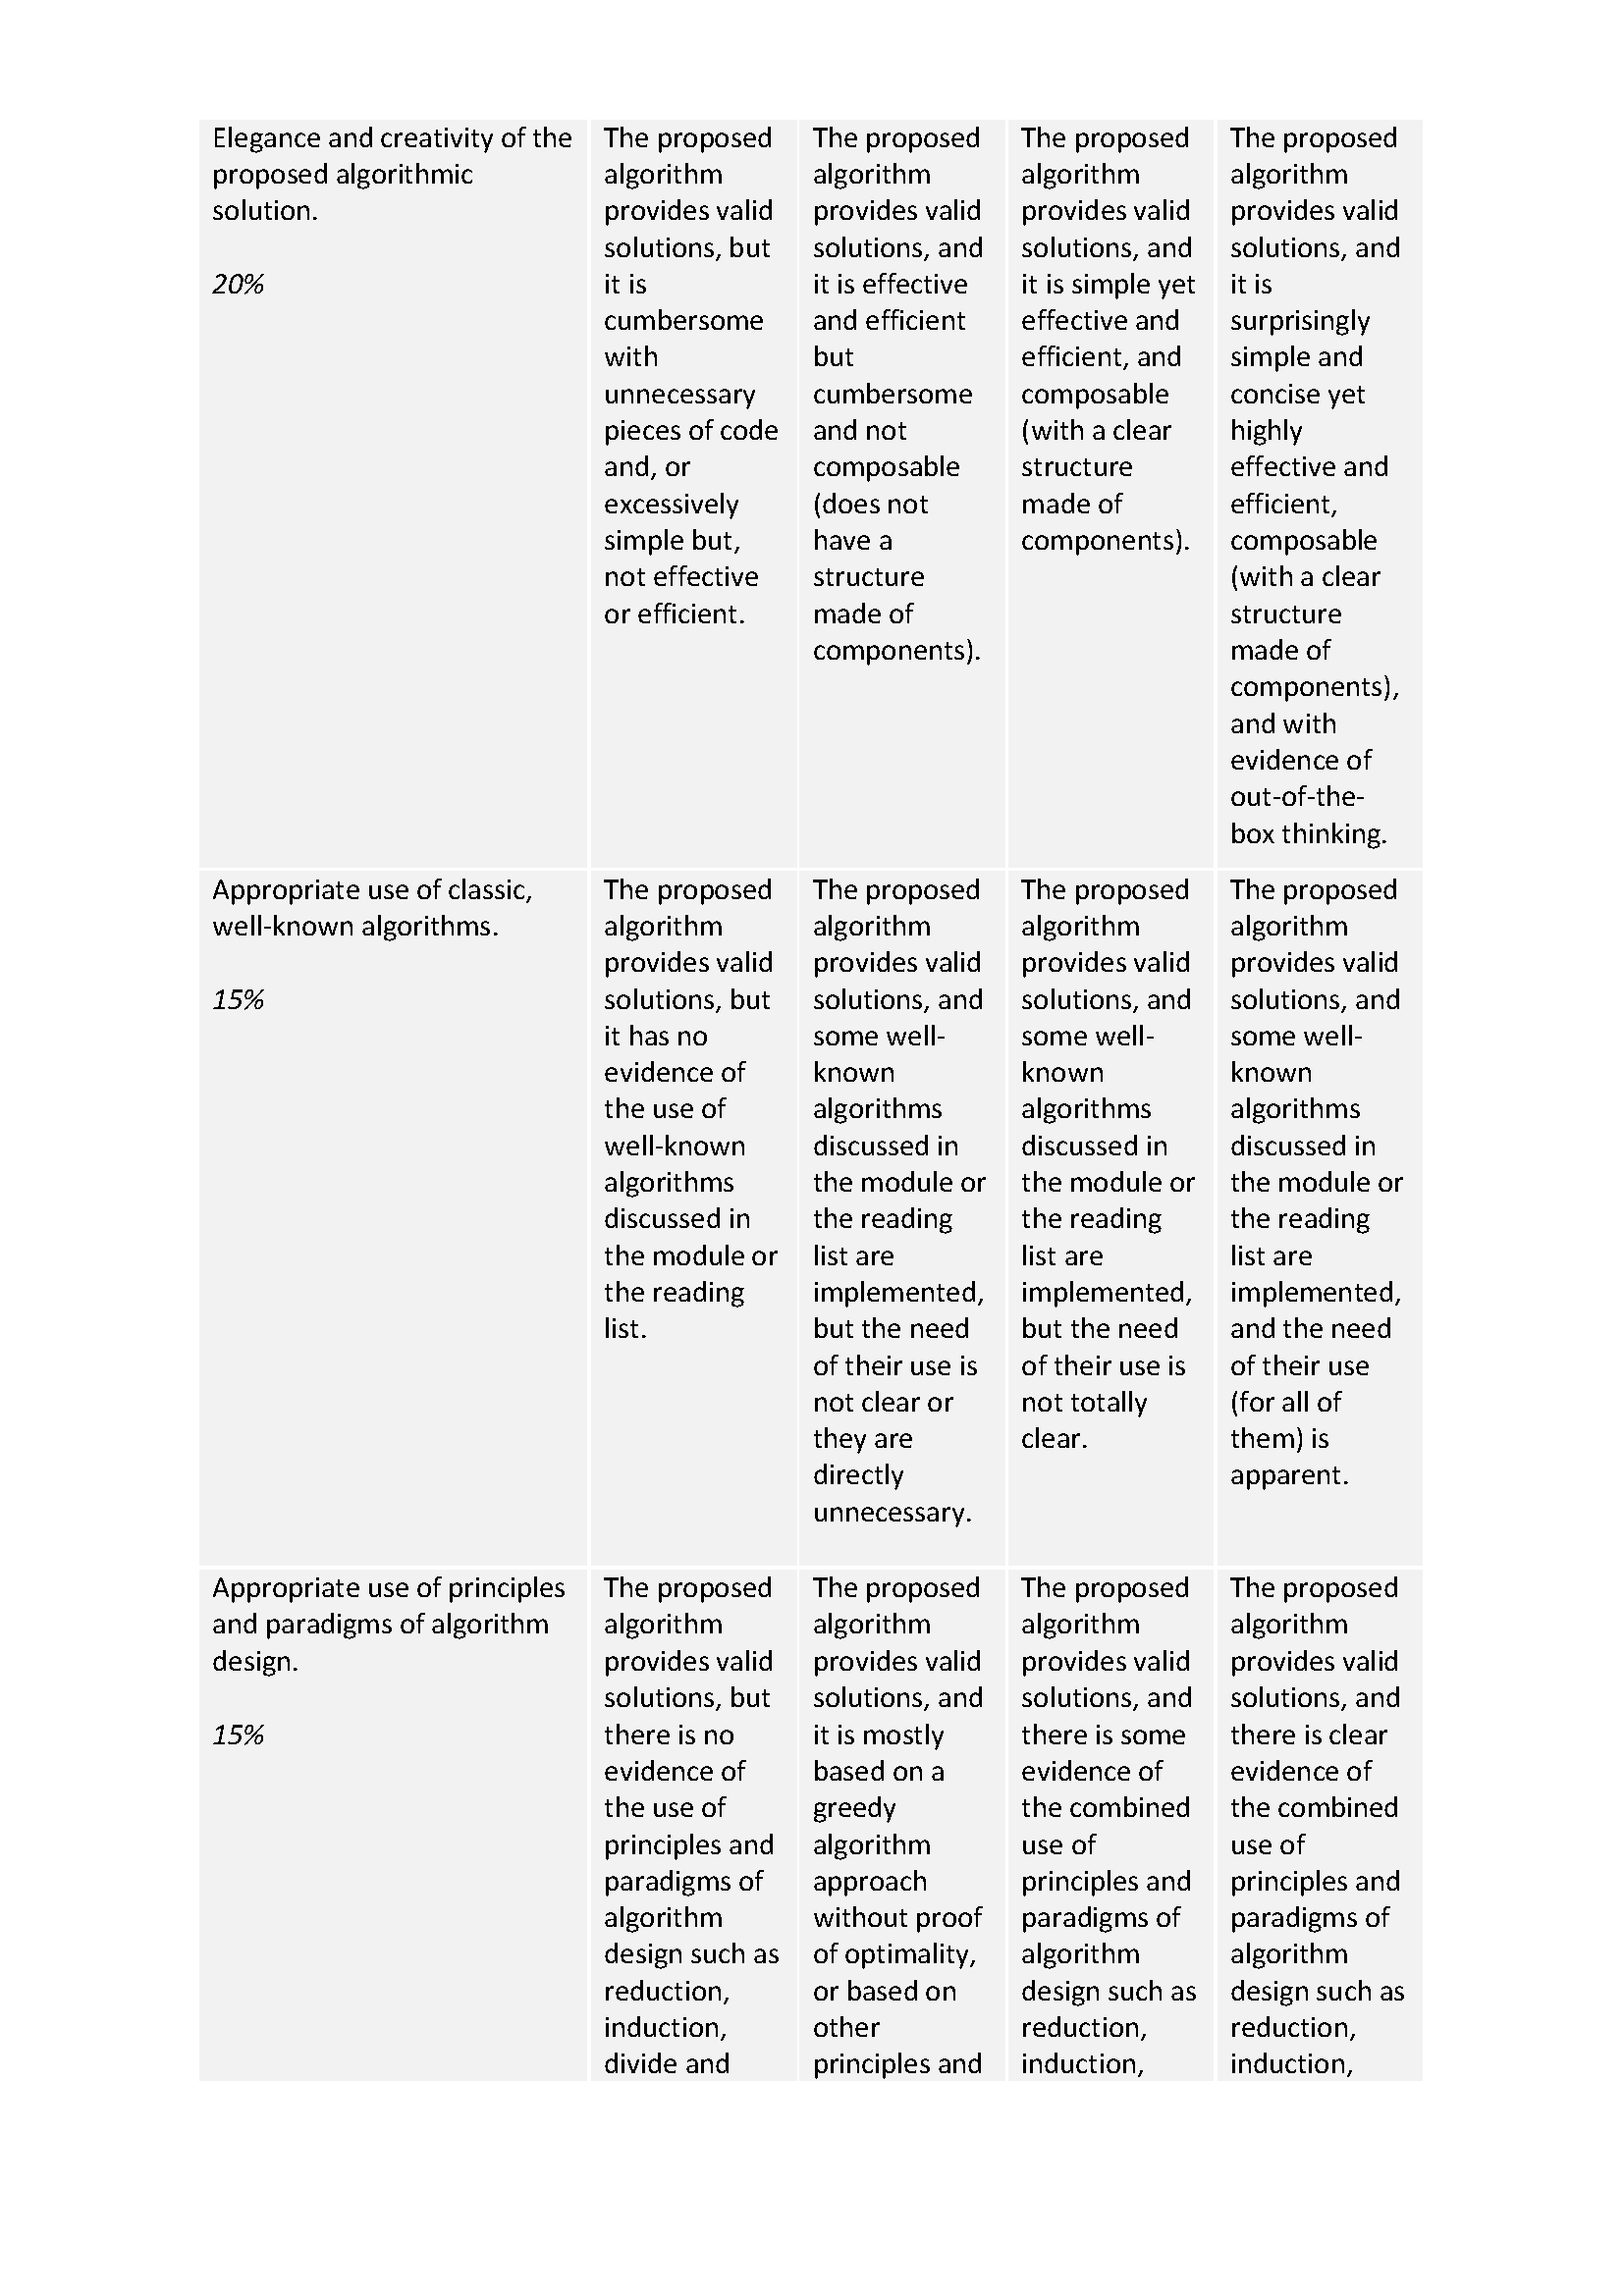 Elegance and creativity of the
proposed algorithmic
solution.
20%
The proposed
algorithm
provides valid
solutions, but
it is
cumbersome
with
unnecessary
pieces of code
and, or
excessively
simple but,
not effective
or efficient.
The proposed
algorithm
provides valid
solutions, and
it is effective
and efficient
but
cumbersome
and not
composable
(does not
have a
structure
made of
components).
The proposed
algorithm
provides valid
solutions, and
it is simple yet
effective and
efficient, and
composable
(with a clear
structure
made of
components).
The proposed
algorithm
provides valid
solutions, and
it is
surprisingly
simple and
concise yet
highly
effective and
efficient,
composable
(with a clear
structure
made of
components),
and with
evidence of
out-of-the-
box thinking.
Appropriate use of classic,
well-known algorithms.
15%
The proposed
algorithm
provides valid
solutions, but
it has no
evidence of
the use of
well-known
algorithms
discussed in
the module or
the reading
list.
The proposed
algorithm
provides valid
solutions, and
some well-
known
algorithms
discussed in
the module or
the reading
list are
implemented,
but the need
of their use is
not clear or
they are
directly
unnecessary.
The proposed
algorithm
provides valid
solutions, and
some well-
known
algorithms
discussed in
the module or
the reading
list are
implemented,
but the need
of their use is
not totally
clear.
The proposed
algorithm
provides valid
solutions, and
some well-
known
algorithms
discussed in
the module or
the reading
list are
implemented,
and the need
of their use
(for all of
them) is
apparent.
Appropriate use of principles
and paradigms of algorithm
design.
15%
The proposed
algorithm
provides valid
solutions, but
there is no
evidence of
the use of
principles and
paradigms of
algorithm
design such as
reduction,
induction,
divide and
The proposed
algorithm
provides valid
solutions, and
it is mostly
based on a
greedy
algorithm
approach
without proof
of optimality,
or based on
other
principles and
The proposed
algorithm
provides valid
solutions, and
there is some
evidence of
the combined
use of
principles and
paradigms of
algorithm
design such as
reduction,
induction,
The proposed
algorithm
provides valid
solutions, and
there is clear
evidence of
the combined
use of
principles and
paradigms of
algorithm
design such as
reduction,
induction,